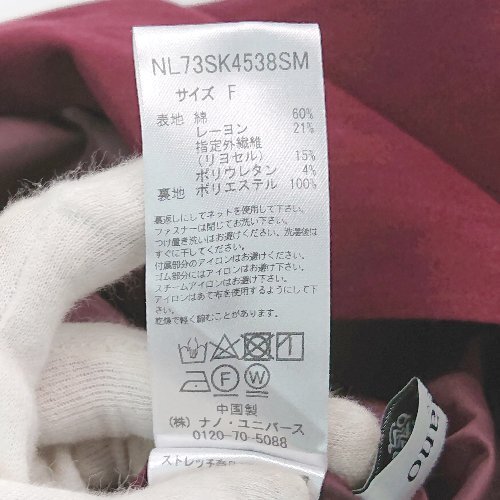 NL73SK4538SM
サイズ F
表地 綿 60%
レーヨン 21%
指定外繊維
(リヨセル) 15%
ポリウレタン 4%
裏地 ポリエステル 100%
裏返しにしてネットを使用して下さい。
ファスナーは閉じてお洗い下さい。
つけ置き洗いはお避けください。洗濯後は
すぐに干してください。
付属部分のアイロンはお避け下さい。
ゴム部分にはアイロンはお避け下さい。
スチームアイロンはお避け下さい。
アイロンはあて布を使用するようにして
下さい。
乾燥で軽く縮むことがあります。
F W
中国製
(株) ナノ・ユニバース
0120-70-5088
ストレッチ
ano